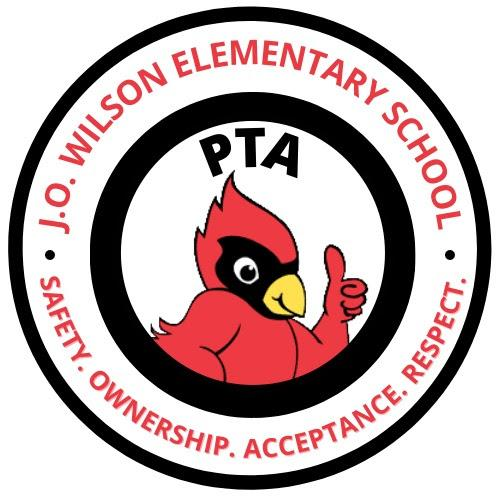 J.O. WILSON ELEMENTARY SCHOOL
PTA
SAFETY. OWNERSHIP. ACCEPTANCE. RESPECT.